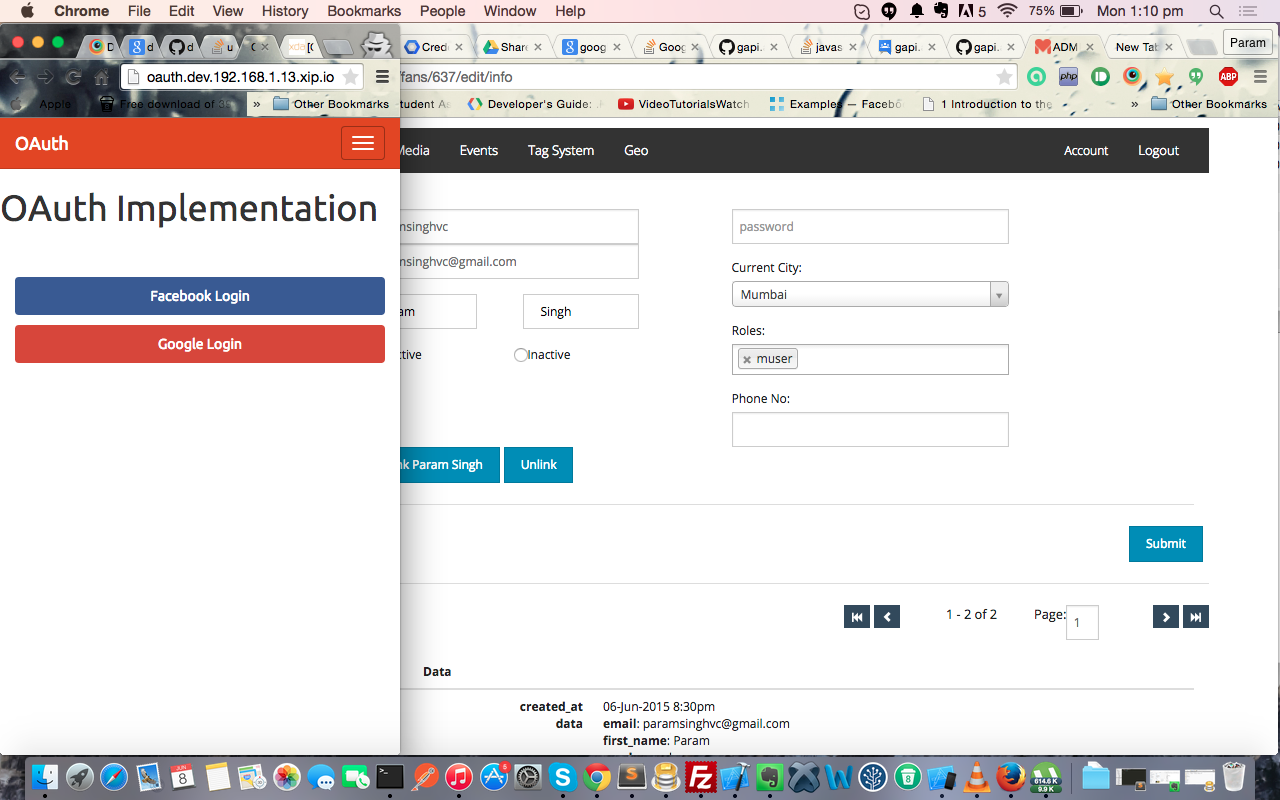 Chrome File Edit View History Bookmarks People Window Help 5 75% Mon 1:10 pm
Cred Share goog Goog gapi. javas gapi. gapi. ADM New Tab Param
oauth.dev.192.168.1.13.xip.io /fans/637/edit/info
Apple Free download of 3 » Other Bookmarks tudent As Developer's Guide: VideoTutorialsWatch Examples — Facebo 1 Introduction to the » Other Bookmarks
OAuth
Media Events Tag System Geo Account Logout
OAuth Implementation
Facebook Login
Google Login
msinghvc
msinghvc@gmail.com
am Singh
ctive Inactive
nk Param Singh Unlink
password
Current City:
Mumbai
Roles:
muser
Phone No:
Submit
1 - 2 of 2 Page: 1
Data
created_at 06-Jun-2015 8:30pm
data email: paramsinghvc@gmail.com
first_name: Param
JUN
8
5
614.6 K
9.9 K